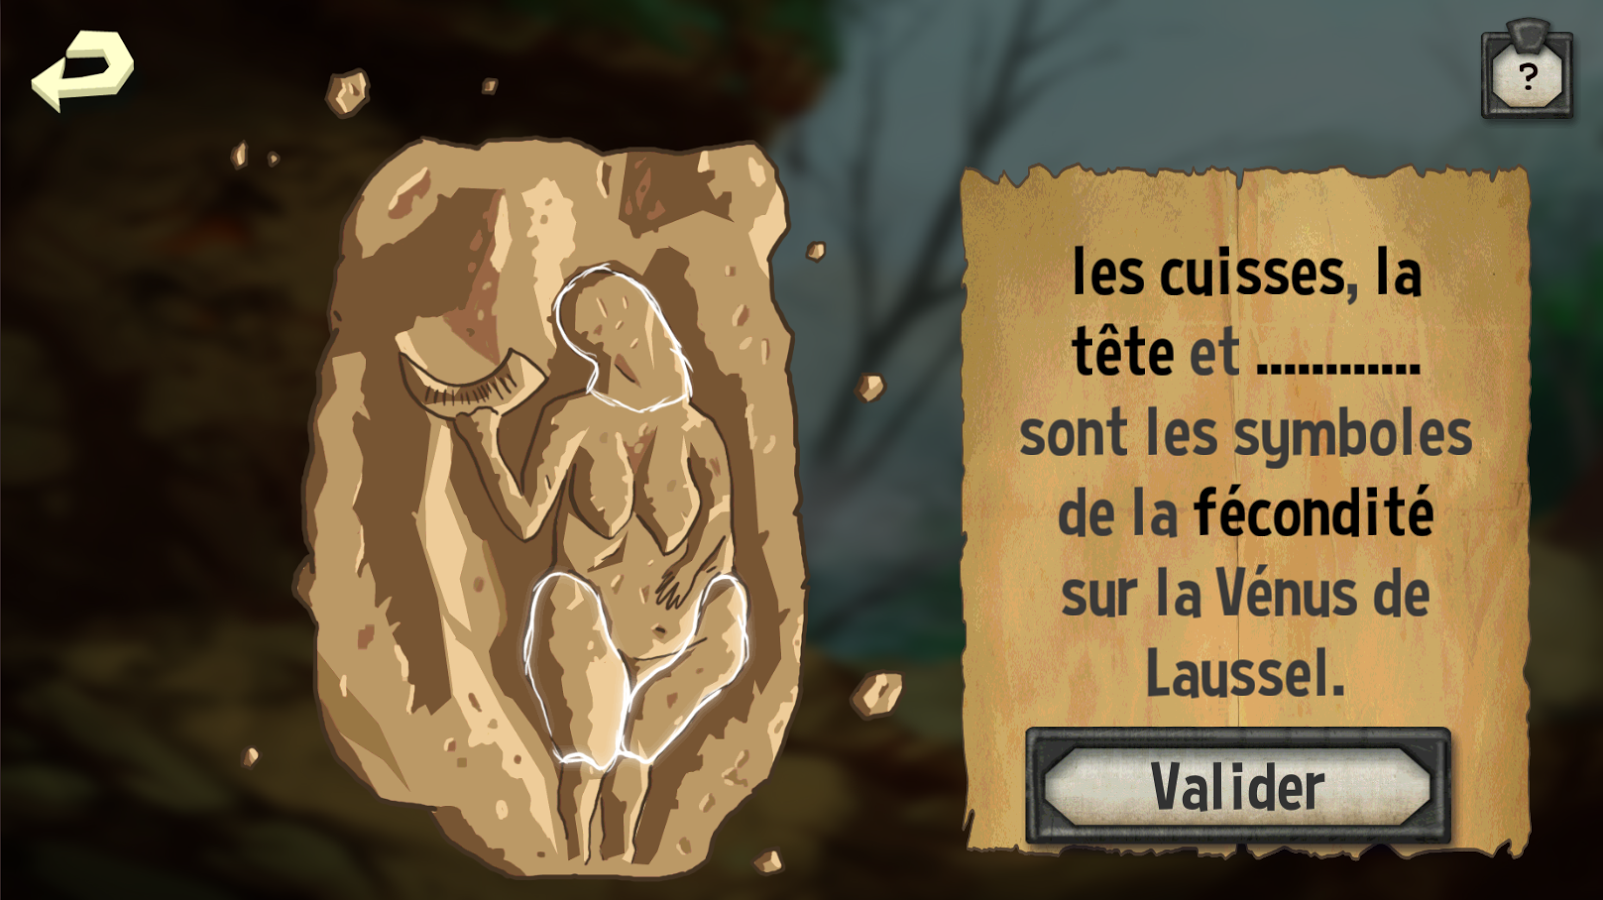 ?
les cuisses, la
tête et ............
sont les symboles
de la fécondité
sur la Vénus de
Laussel.
Valider